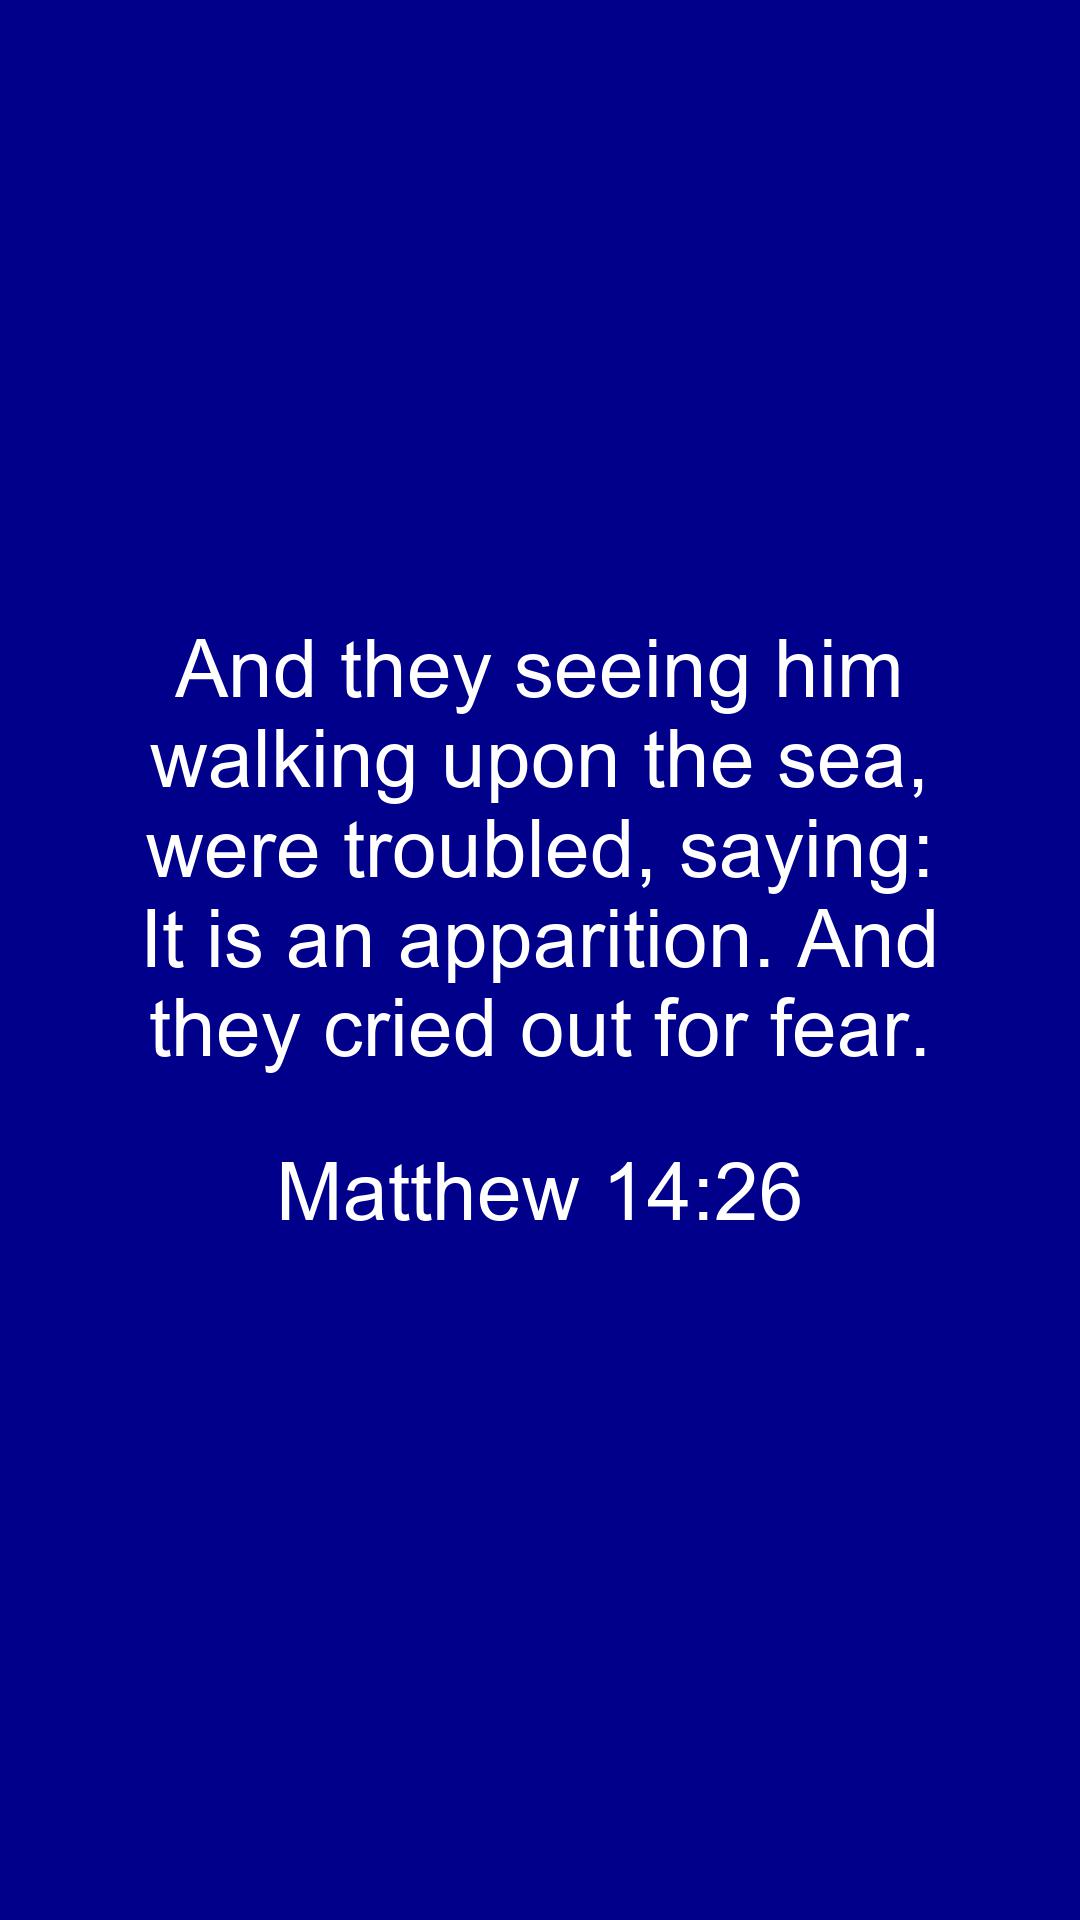 And they seeing him
walking upon the sea,
were troubled, saying:
It is an apparition. And
they cried out for fear.
Matthew 14:26